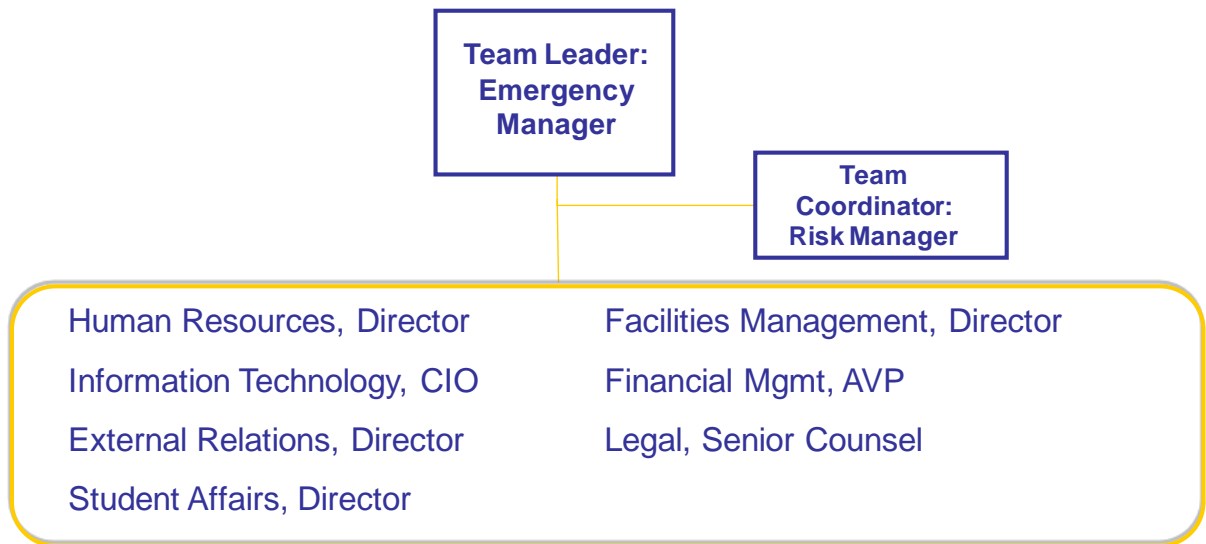 Team Leader:
Emergency
Manager
Team
Coordinator:
Risk Manager
Human Resources, Director
Information Technology, CIO
External Relations, Director
Student Affairs, Director
Facilities Management, Director
Financial Mgmt, AVP
Legal, Senior Counsel